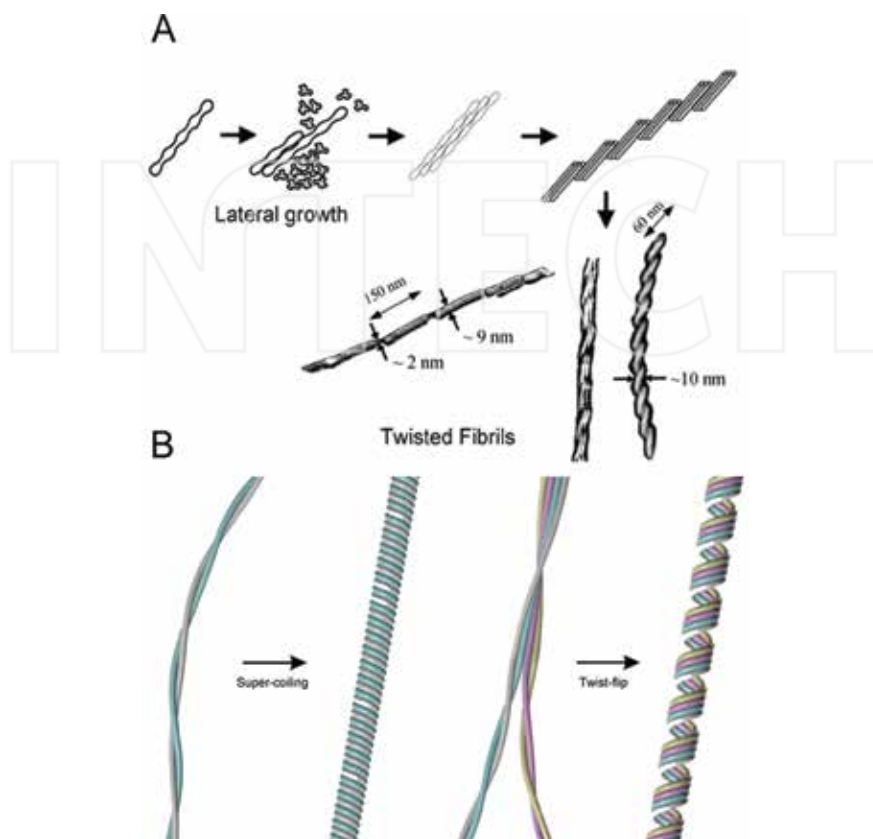 A
INTECH
Lateral growth
60 nm
150 nm
~ 9 nm
~ 2 nm
~10 nm
Twisted Fibrils
B
Super-coiling
Twist-flip